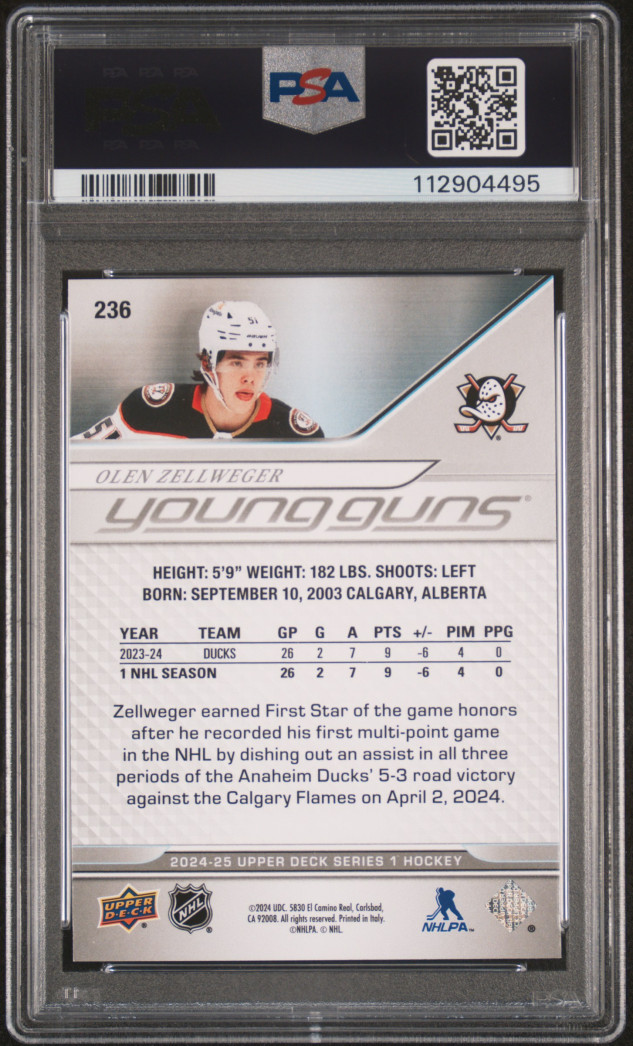 PSA
112904495
236
51
OLEN ZELLWEGER
young guns®
HEIGHT: 5'9" WEIGHT: 182 LBS. SHOOTS: LEFT
BORN: SEPTEMBER 10, 2003 CALGARY, ALBERTA
YEAR TEAM GP G A PTS +/- PIM PPG
2023-24 DUCKS 26 2 7 9 -6 4 0
1 NHL SEASON 26 2 7 9 -6 4 0
Zellweger earned First Star of the game honors
after he recorded his first multi-point game
in the NHL by dishing out an assist in all three
periods of the Anaheim Ducks' 5-3 road victory
against the Calgary Flames on April 2, 2024.
2024-25 UPPER DECK SERIES 1 HOCKEY
UPPER
DECK
NHL
©2024 UDC. 5830 El Camino Real, Carlsbad,
CA 92008. All rights reserved. Printed in Italy.
©NHLPA. © NHL.
NHLPA™
PSA